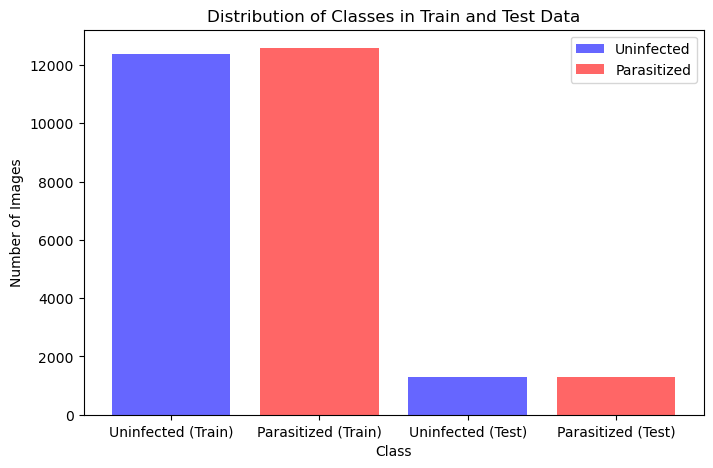 Distribution of Classes in Train and Test Data
Uninfected
Parasitized
12000
10000
8000
6000
4000
2000
0
Number of Images
Uninfected (Train)
Parasitized (Train)
Uninfected (Test)
Parasitized (Test)
Class